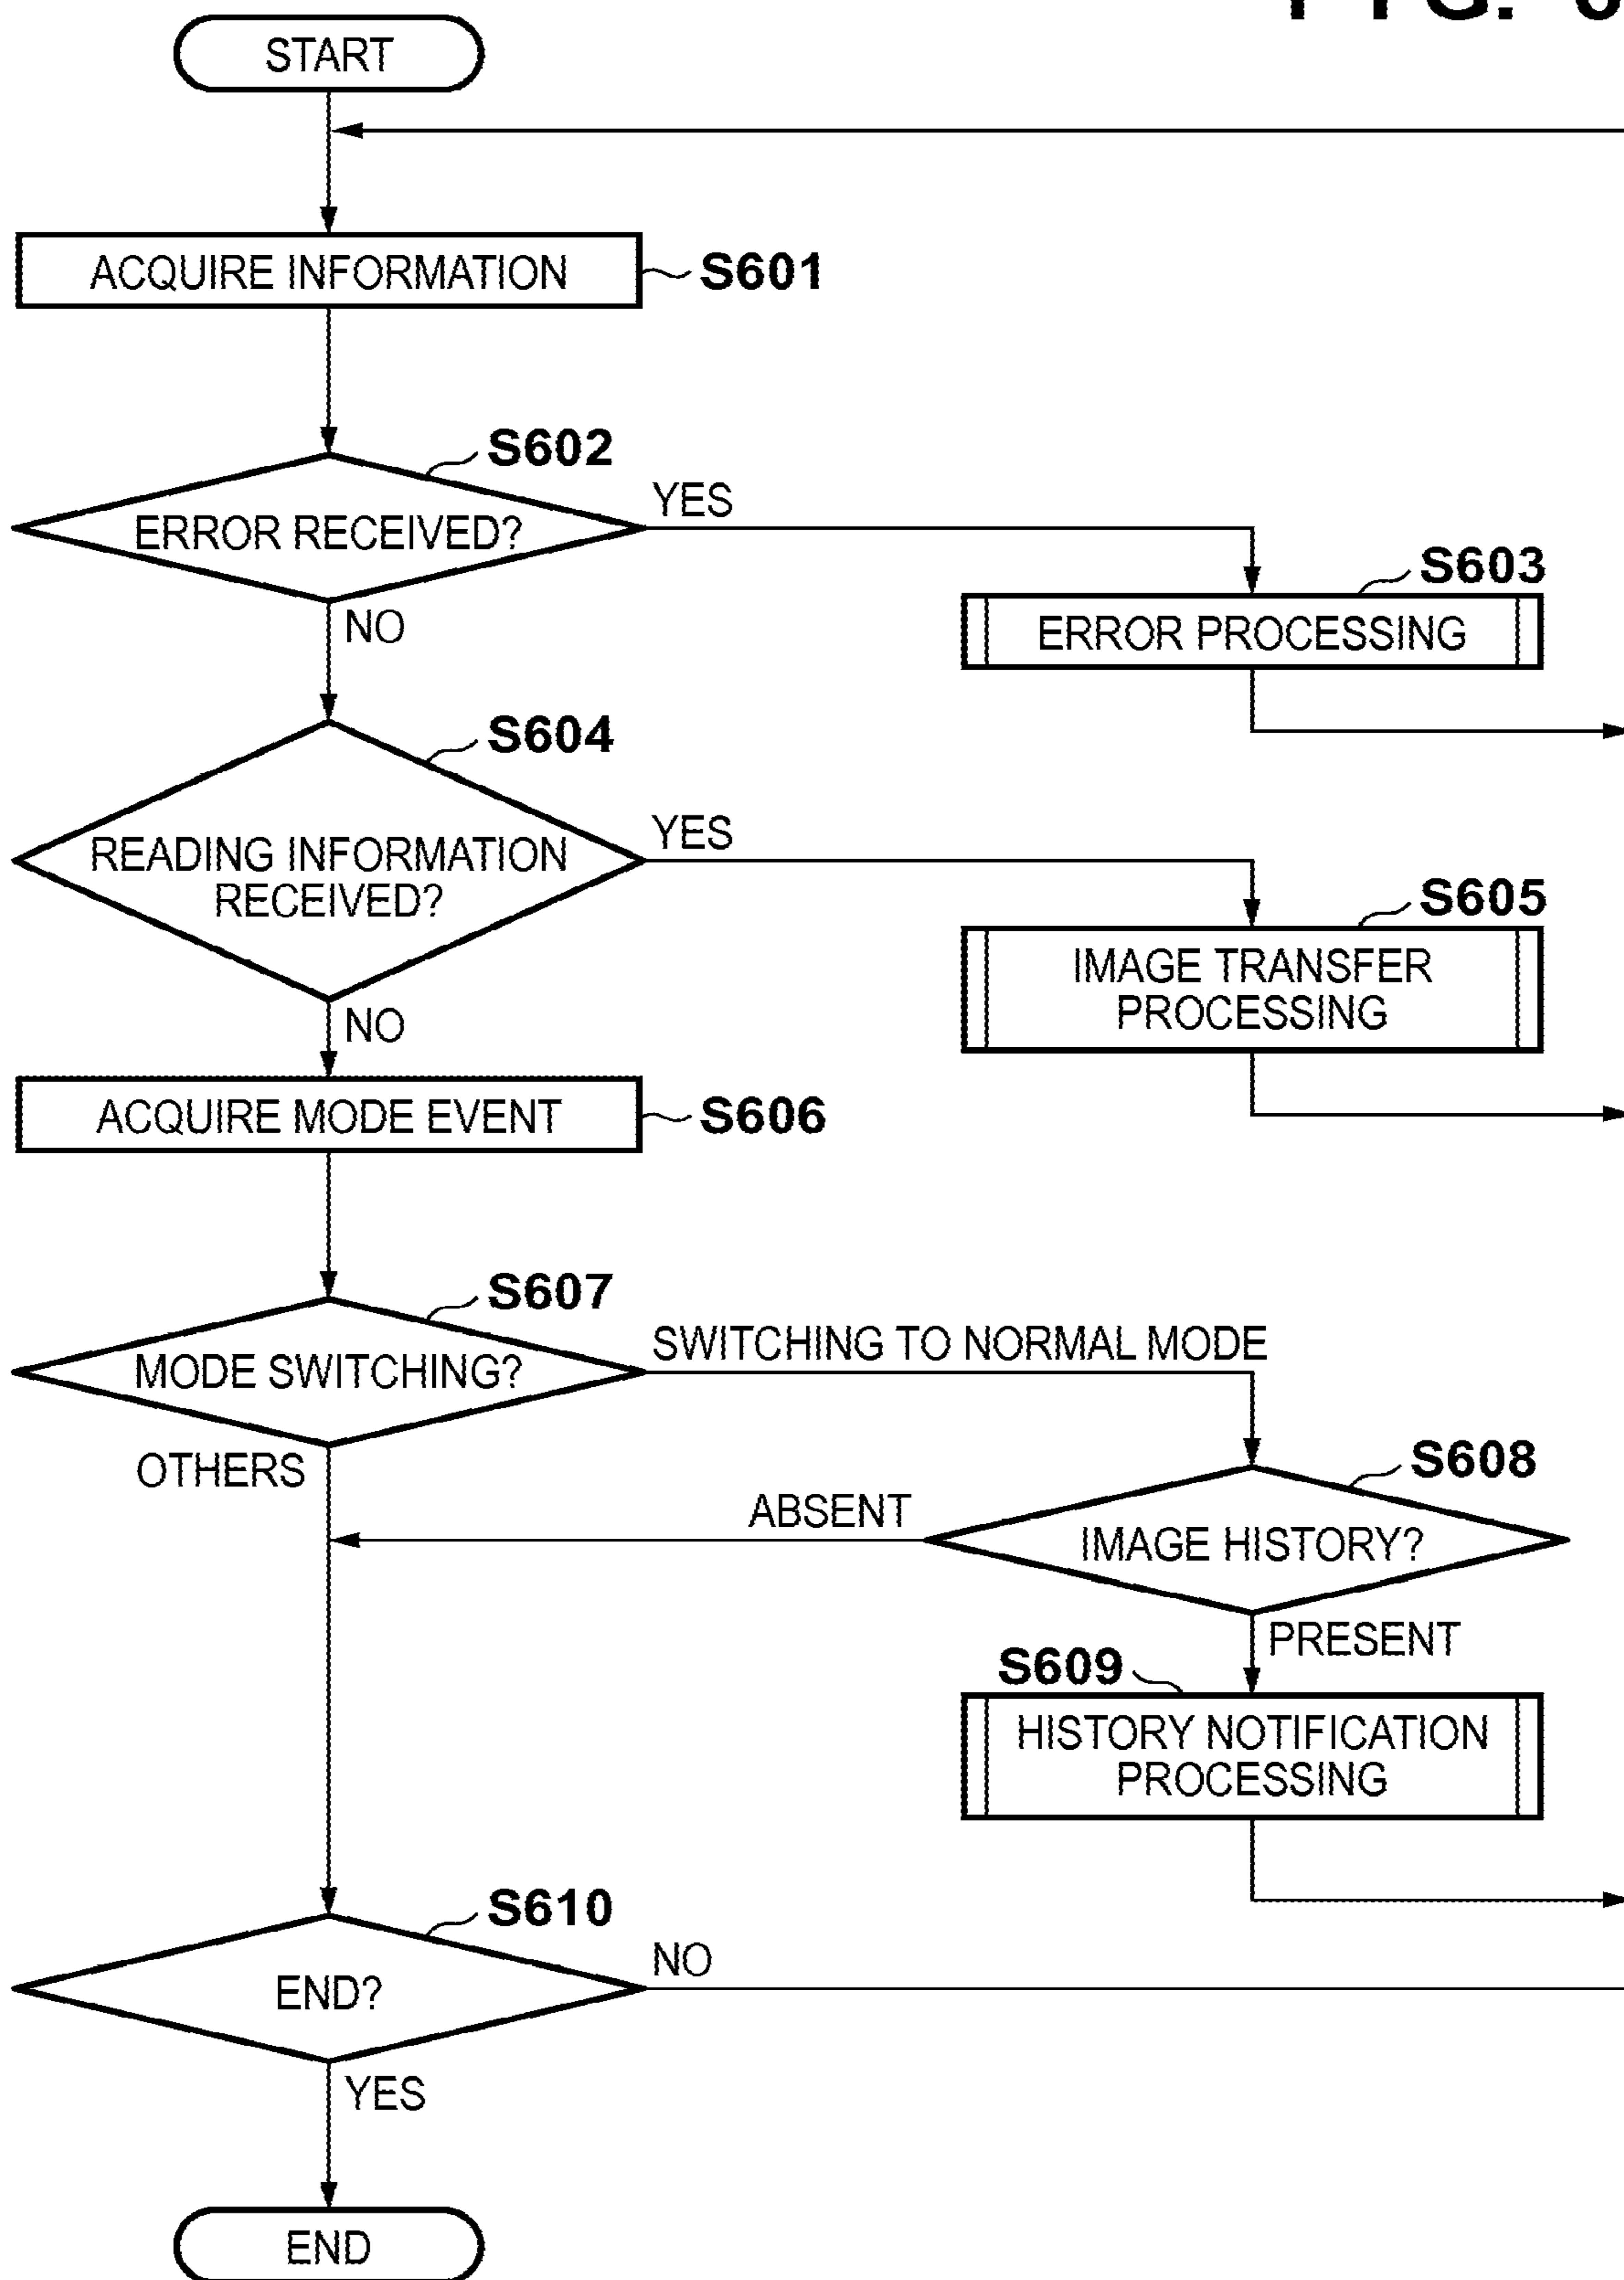 FIG. 6
START
ACQUIRE INFORMATION
S601
S602
ERROR RECEIVED?
YES
NO
S603
ERROR PROCESSING
S604
READING INFORMATION
RECEIVED?
YES
NO
S605
IMAGE TRANSFER
PROCESSING
ACQUIRE MODE EVENT
S606
S607
MODE SWITCHING?
SWITCHING TO NORMAL MODE
OTHERS
S608
IMAGE HISTORY?
ABSENT
PRESENT
S609
HISTORY NOTIFICATION
PROCESSING
S610
END?
NO
YES
END